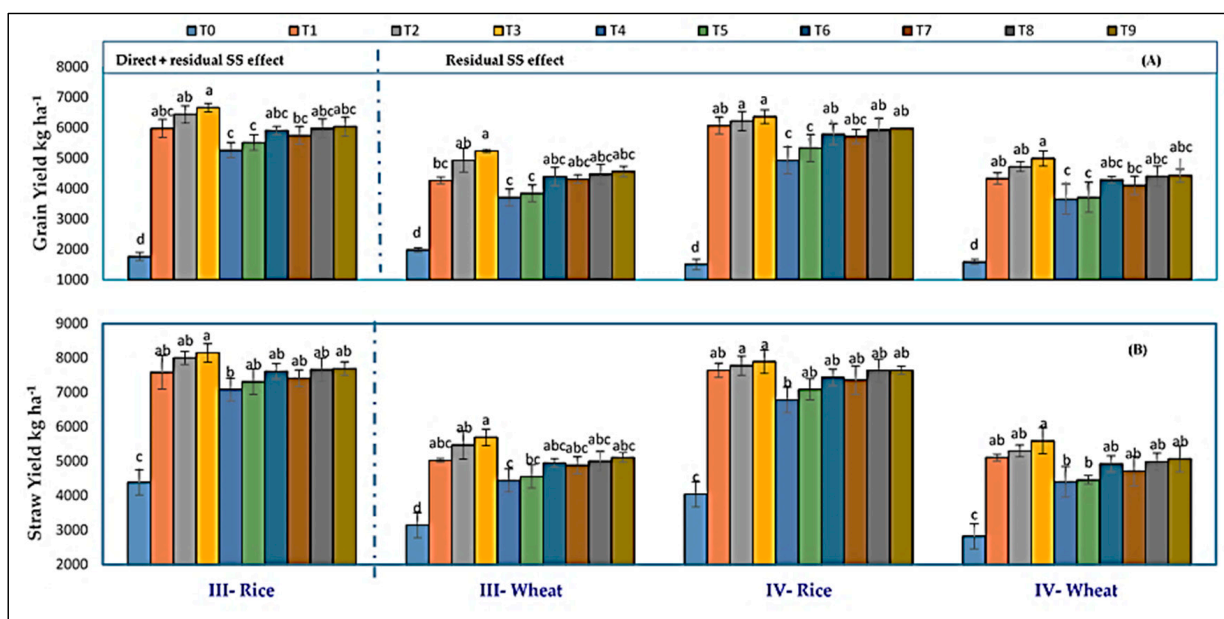 T0 T1 T2 T3 T4 T5 T6 T7 T8 T9
Direct + residual SS effect Residual SS effect (A)
Grain Yield kg ha⁻¹
8000
7000
6000
5000
4000
3000
2000
1000
d abc ab a c c abc bc abc abc
d bc ab a c c abc abc abc abc
d ab a a c c ab abc ab ab
d ab ab a c c abc bc abc abc
(B)
Straw Yield kg ha⁻¹
9000
8000
7000
6000
5000
4000
3000
2000
c ab ab a ab ab ab ab ab ab
d abc ab a c bc abc abc abc abc
c ab a a b ab ab ab ab ab
c ab ab a b b ab ab ab ab
III- Rice III- Wheat IV- Rice IV- Wheat